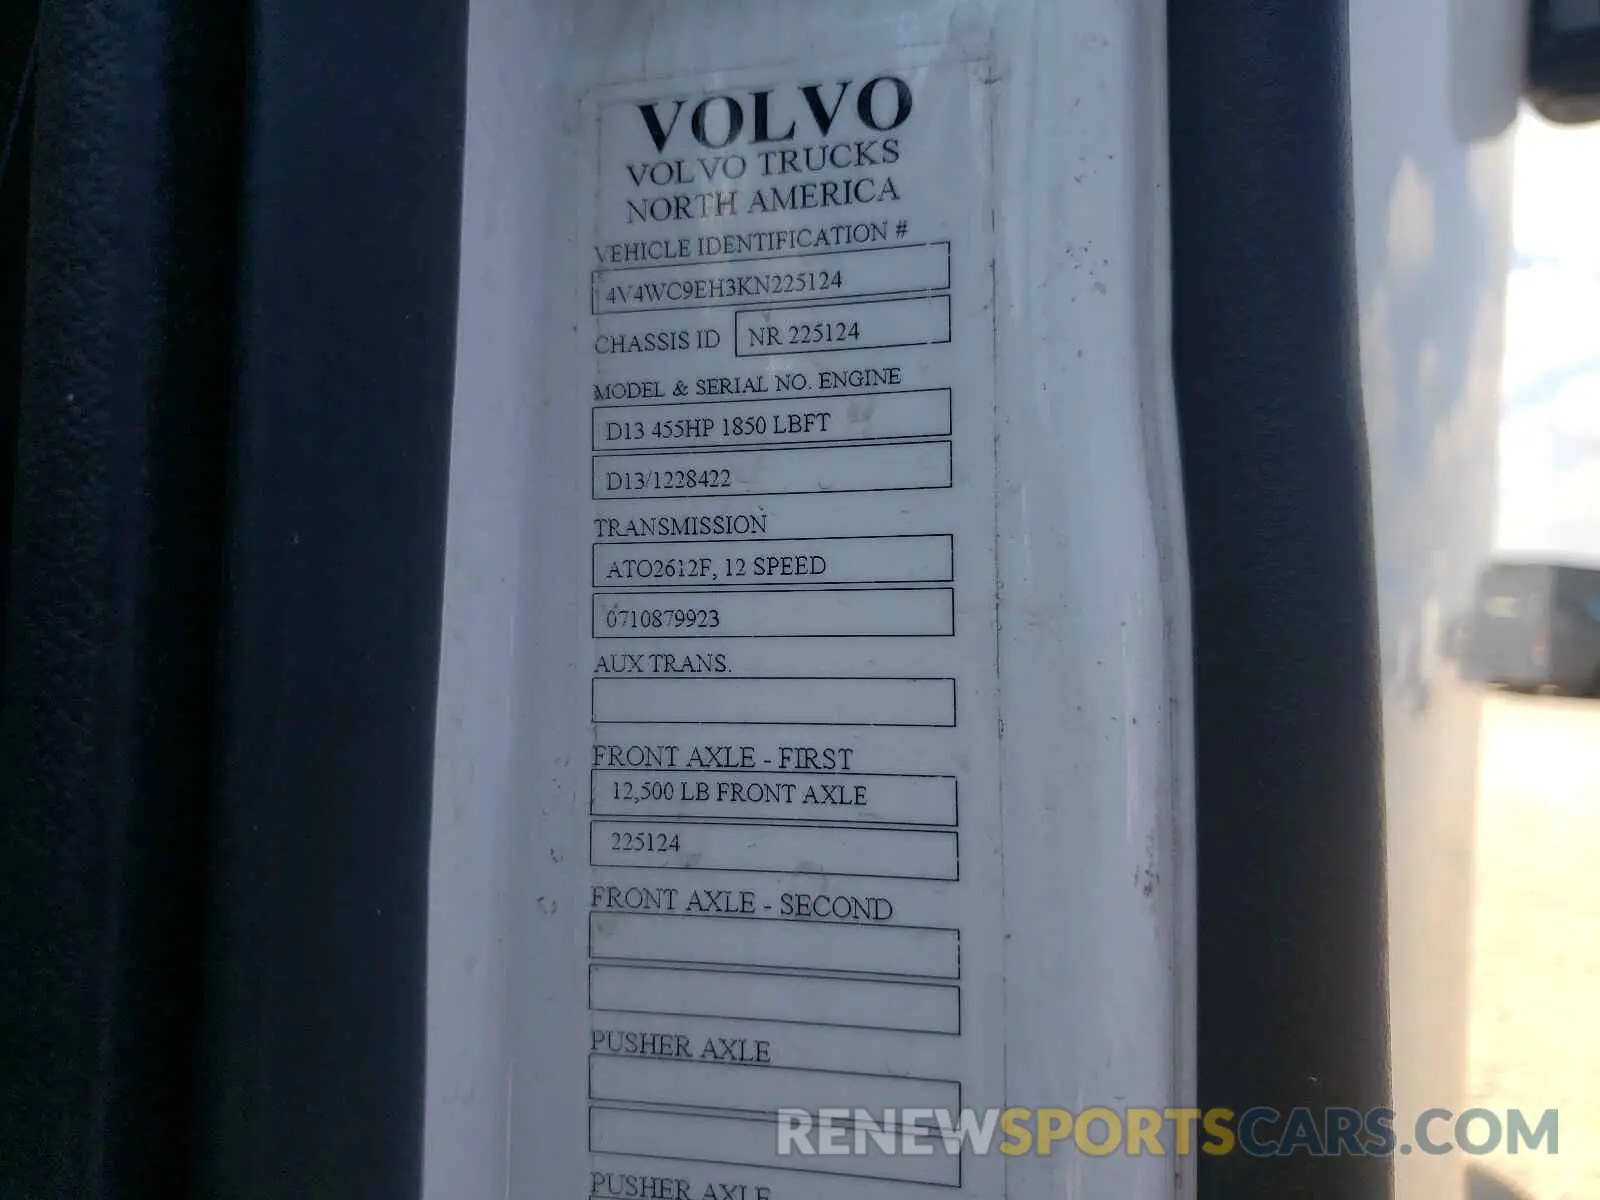 VOLVO
VOLVO TRUCKS
NORTH AMERICA
VEHICLE IDENTIFICATION #
4V4WC9EH3KN225124
CHASSIS ID NR 225124
MODEL & SERIAL NO. ENGINE
D13 455HP 1850 LBFT
D13/1228422
TRANSMISSION
ATO2612F, 12 SPEED
0710879923
AUX TRANS.
FRONT AXLE - FIRST
12,500 LB FRONT AXLE
225124
FRONT AXLE - SECOND
PUSHER AXLE
PUSHER AXLE
RENEWSPORTSCARS.COM